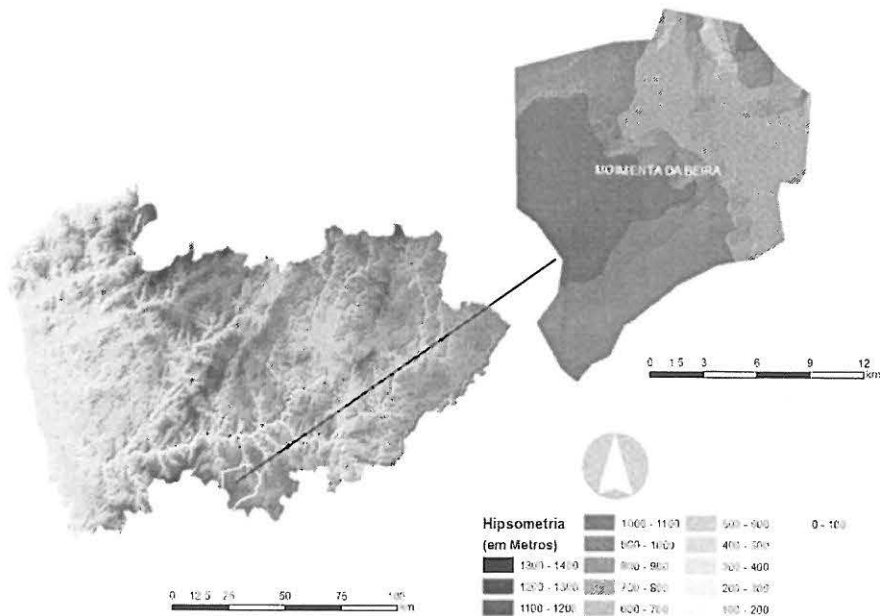 MOIMENTA DA BEIRA
0 1.5 3 6 9 12
km
Hipsometria
(em Metros)
1300 - 1400
1200 - 1300
1100 - 1200
1000 - 1100
900 - 1000
800 - 900
700 - 800
600 - 700
500 - 600
400 - 500
300 - 400
200 - 300
100 - 200
0 - 100
0 12.5 25 50 75 100
km